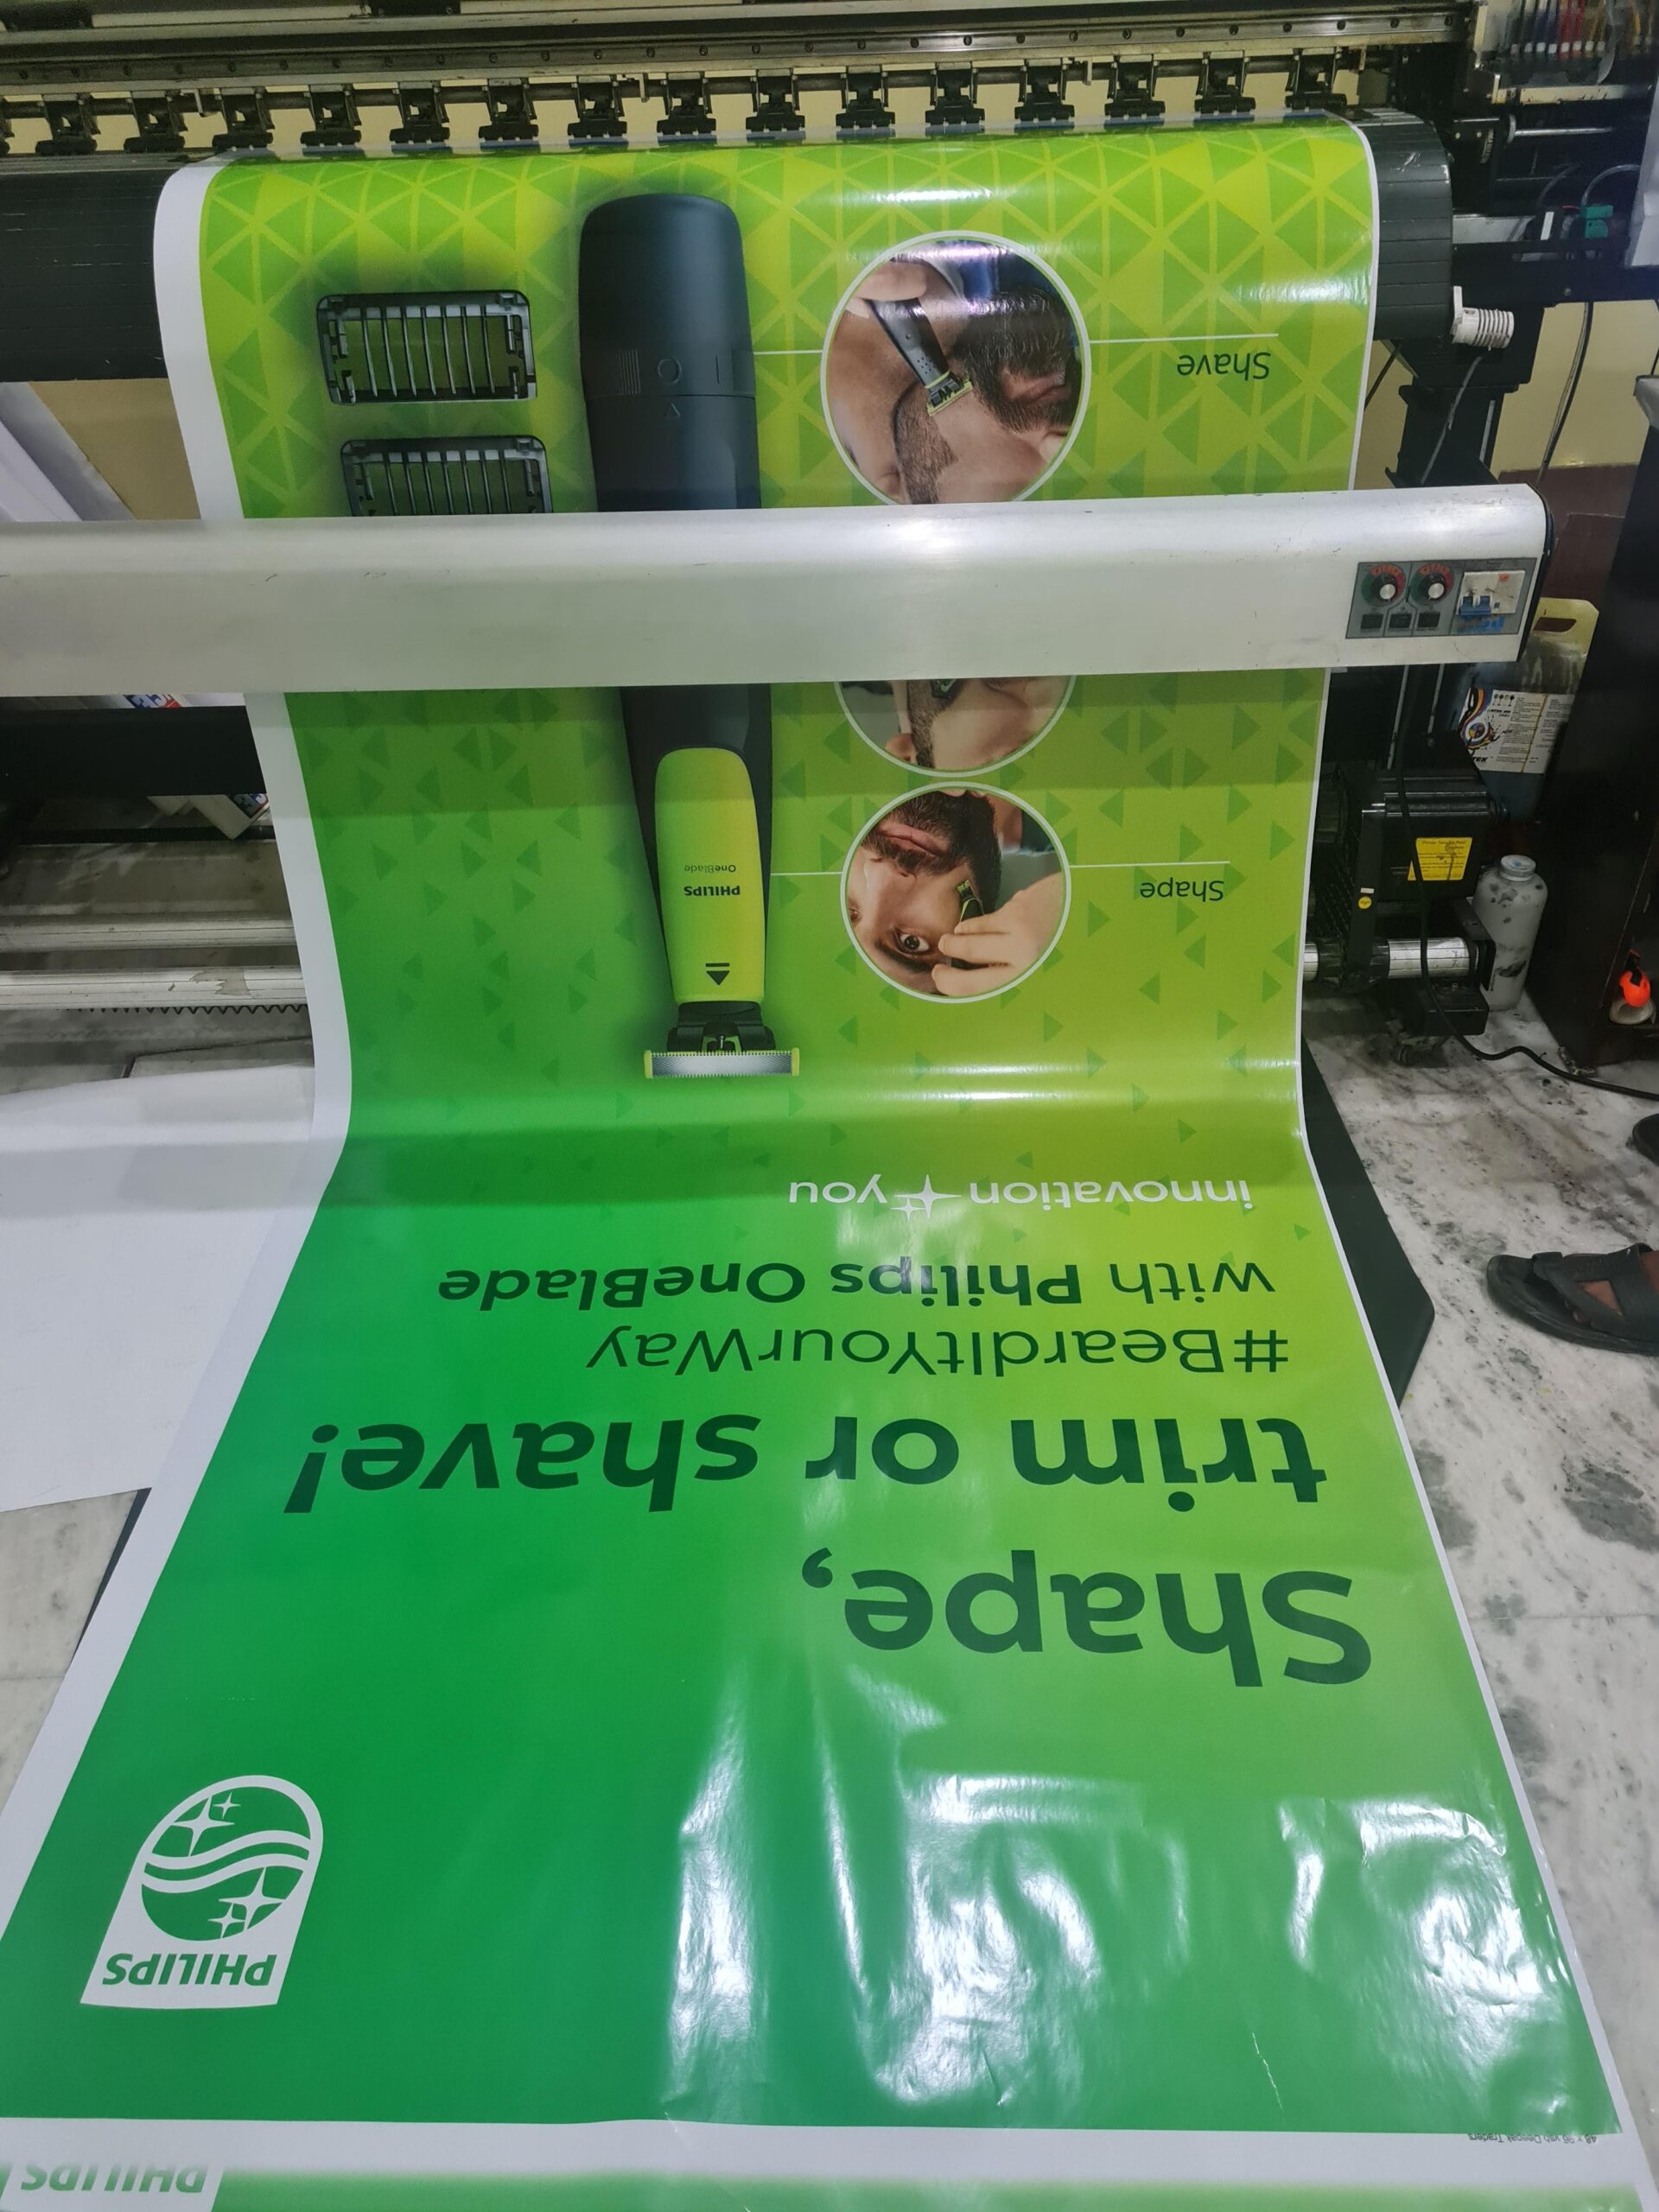 PHILIPS
Shape,
trim or shave!
#BearditYourWay
with Philips OneBlade
innovation you
Shape
PHILIPS
OneBlade
Shave
PHILIPS